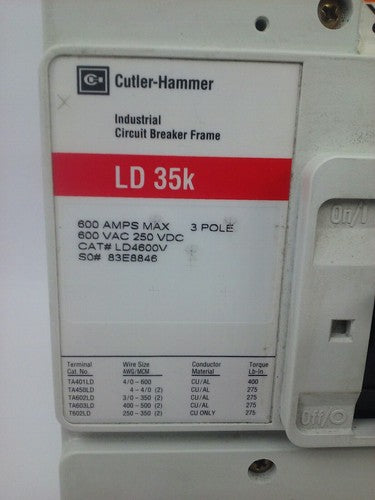 Cutler-Hammer
Industrial
Circuit Breaker Frame
LD 35k
600 AMPS MAX 3 POLE
600 VAC 250 VDC
CAT# LD4600V
SO# 83E8846
Terminal Wire Size Conductor Torque
Cat. No. AWG/MCM Material Lb-In.
TA401LD 4/0 - 600 CU/AL 400
TA450LD 4 - 4/0 (2) CU/AL 275
TA602LD 3/0 - 350 (2) CU/AL 275
TA603LD 400 - 500 (2) CU/AL 275
T602LD 250 - 350 (2) CU ONLY 275
On/I
Off/O